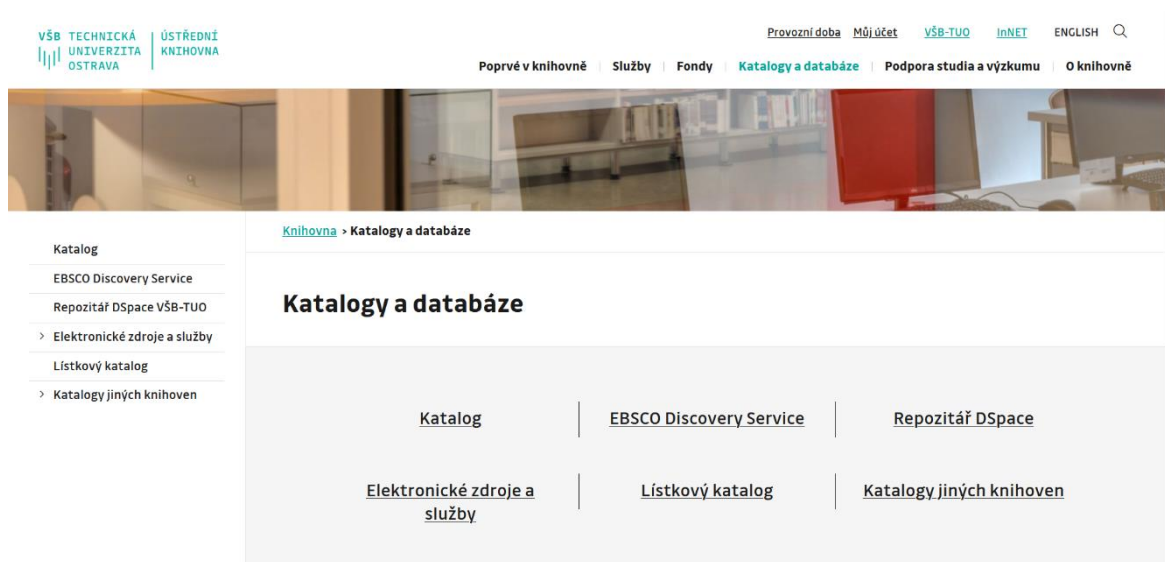 VŠB TECHNICKÁ UNIVERZITA OSTRAVA
ÚSTŘEDNÍ KNIHOVNA
Provozní doba Můj účet VŠB-TUO InNET ENGLISH
Poprvé v knihovně Služby Fondy Katalogy a databáze Podpora studia a výzkumu O knihovně
Knihovna › Katalogy a databáze
Katalog
EBSCO Discovery Service
Repozitář DSpace VŠB-TUO
› Elektronické zdroje a služby
Lístkový katalog
› Katalogy jiných knihoven
Katalogy a databáze
Katalog
EBSCO Discovery Service
Repozitář DSpace
Elektronické zdroje a
služby
Lístkový katalog
Katalogy jiných knihoven